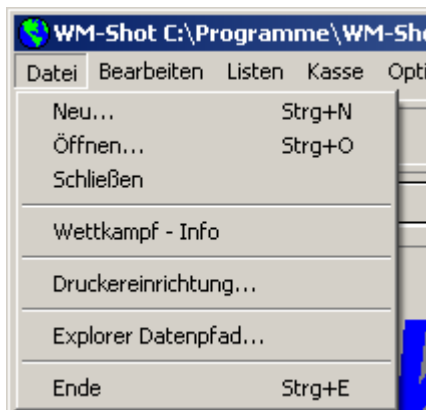 WM-Shot C:\Programme\WM-Sh
Datei Bearbeiten Listen Kasse Opti
Neu... Strg+N
Öffnen... Strg+O
Schließen
Wettkampf - Info
Druckereinrichtung...
Explorer Datenpfad...
Ende Strg+E